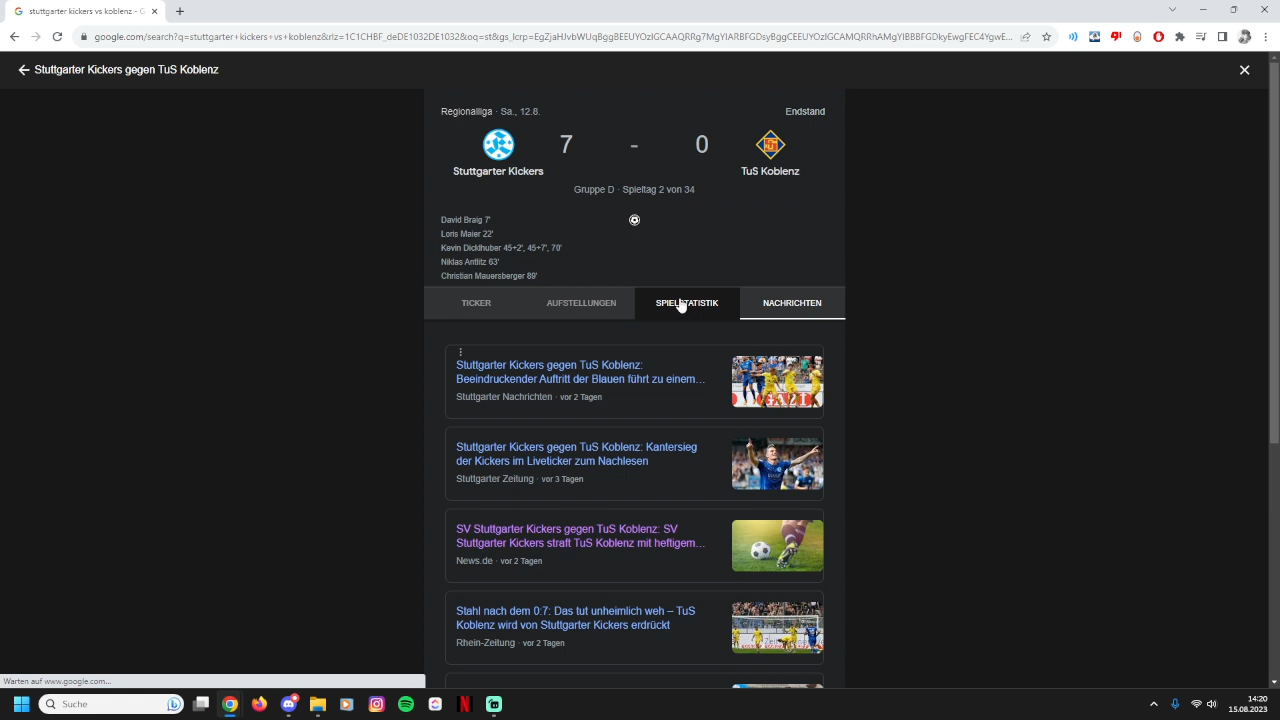 stuttgarter kickers vs koblenz - G
google.com/search?q=stuttgarter+kickers+vs+koblenz&rlz=1C1CHBF_deDE1032DE1032&oq=st&gs_lcrp=
Stuttgarter Kickers gegen TuS Koblenz
Regionalliga · Sa., 12.8.
Endstand
7 - 0
Stuttgarter Kickers
TuS Koblenz
Gruppe D · Spieltag 2 von 34
David Braig 7'
Loris Maier 22'
Kevin Dicklhuber 45+2', 45+7', 70'
Niklas Antlitz 63'
Christian Mauersberger 89'
TICKER
AUFSTELLUNGEN
SPIELSTATISTIK
NACHRICHTEN
Stuttgarter Kickers gegen TuS Koblenz:
Beeindruckender Auftritt der Blauen führt zu einem...
Stuttgarter Nachrichten · vor 2 Tagen
Stuttgarter Kickers gegen TuS Koblenz: Kantersieg
der Kickers im Liveticker zum Nachlesen
Stuttgarter Zeitung · vor 3 Tagen
SV Stuttgarter Kickers gegen TuS Koblenz: SV
Stuttgarter Kickers straft TuS Koblenz mit heftigem...
News.de · vor 2 Tagen
Stahl nach dem 0:7: Das tut unheimlich weh – TuS
Koblenz wird von Stuttgarter Kickers erdrückt
Rhein-Zeitung · vor 2 Tagen
Warten auf www.google.com...
Suche
14:20
15.08.2023